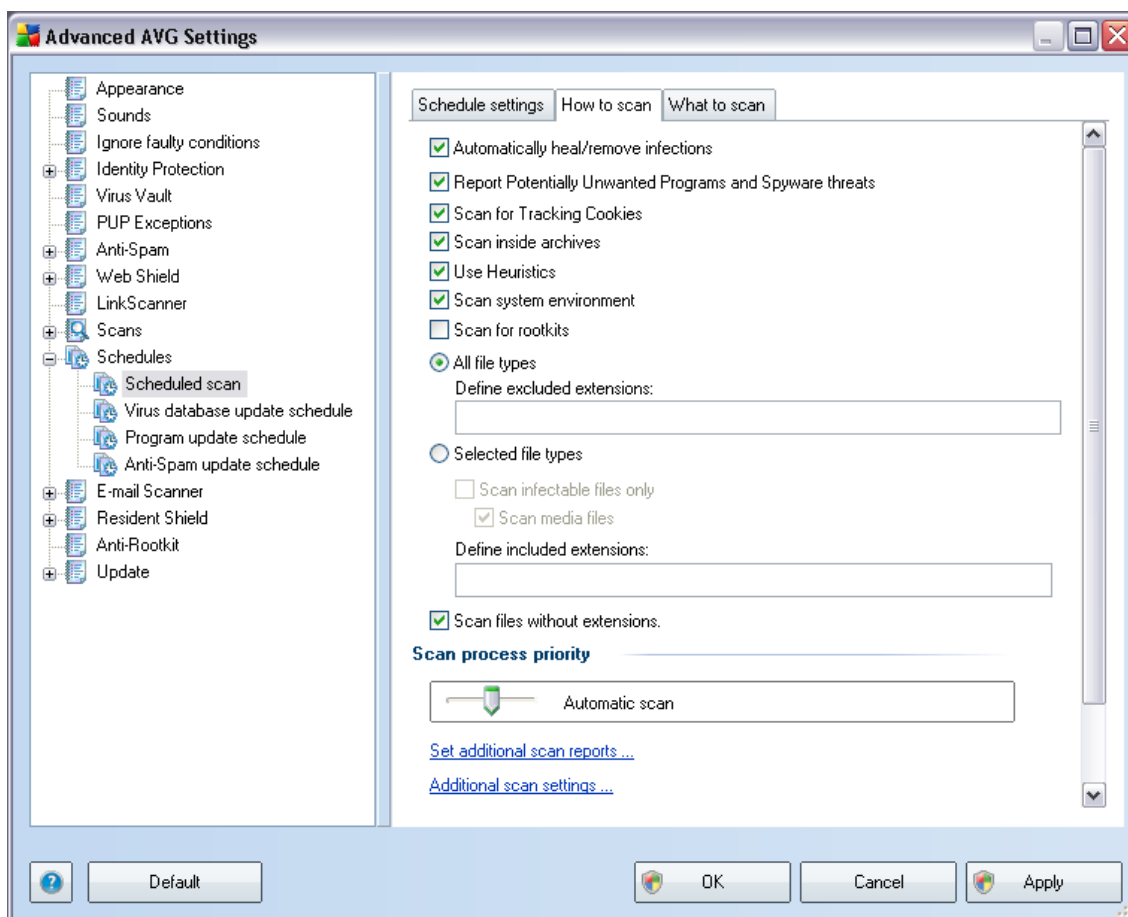 Advanced AVG Settings
Appearance
Sounds
Ignore faulty conditions
Identity Protection
Virus Vault
PUP Exceptions
Anti-Spam
Web Shield
LinkScanner
Scans
Schedules
Scheduled scan
Virus database update schedule
Program update schedule
Anti-Spam update schedule
E-mail Scanner
Resident Shield
Anti-Rootkit
Update
Schedule settings How to scan What to scan
Automatically heal/remove infections
Report Potentially Unwanted Programs and Spyware threats
Scan for Tracking Cookies
Scan inside archives
Use Heuristics
Scan system environment
Scan for rootkits
All file types
Define excluded extensions:
Selected file types
Scan infectable files only
Scan media files
Define included extensions:
Scan files without extensions.
Scan process priority
Automatic scan
Set additional scan reports ...
Additional scan settings ...
Default OK Cancel Apply